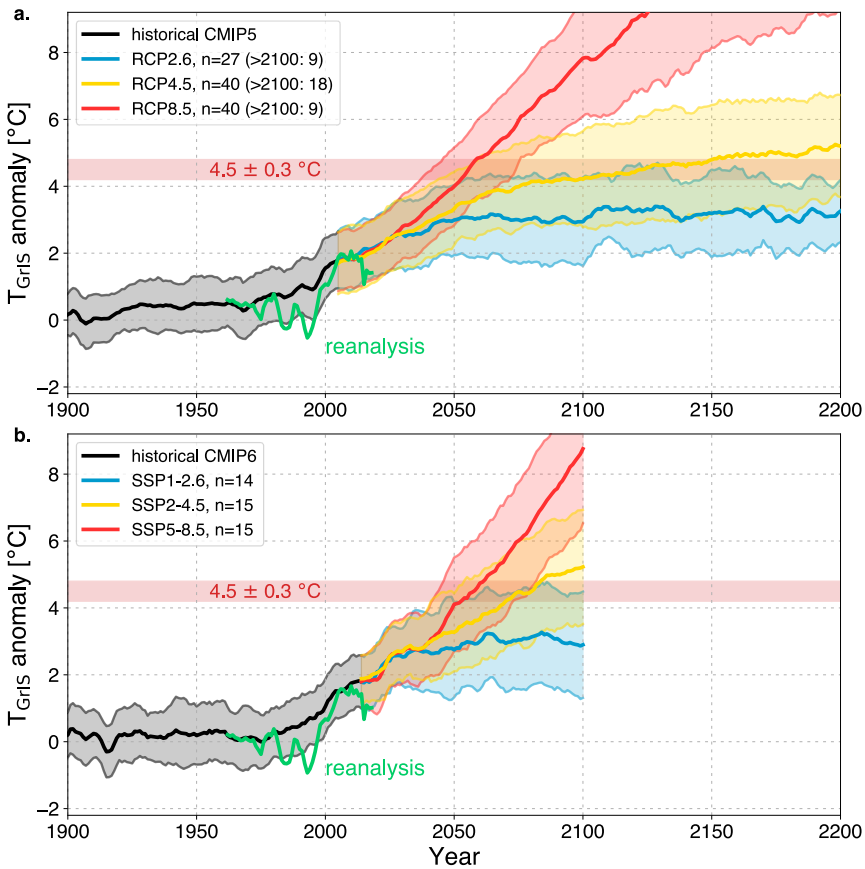 a.
historical CMIP5
RCP2.6, n=27 (>2100: 9)
RCP4.5, n=40 (>2100: 18)
RCP8.5, n=40 (>2100: 9)
8
6
4
2
0
−2
T_GrIS anomaly [°C]
4.5 ± 0.3 °C
reanalysis
1900 1950 2000 2050 2100 2150 2200
b.
historical CMIP6
SSP1-2.6, n=14
SSP2-4.5, n=15
SSP5-8.5, n=15
8
6
4
2
0
−2
T_GrIS anomaly [°C]
4.5 ± 0.3 °C
reanalysis
1900 1950 2000 2050 2100 2150 2200
Year